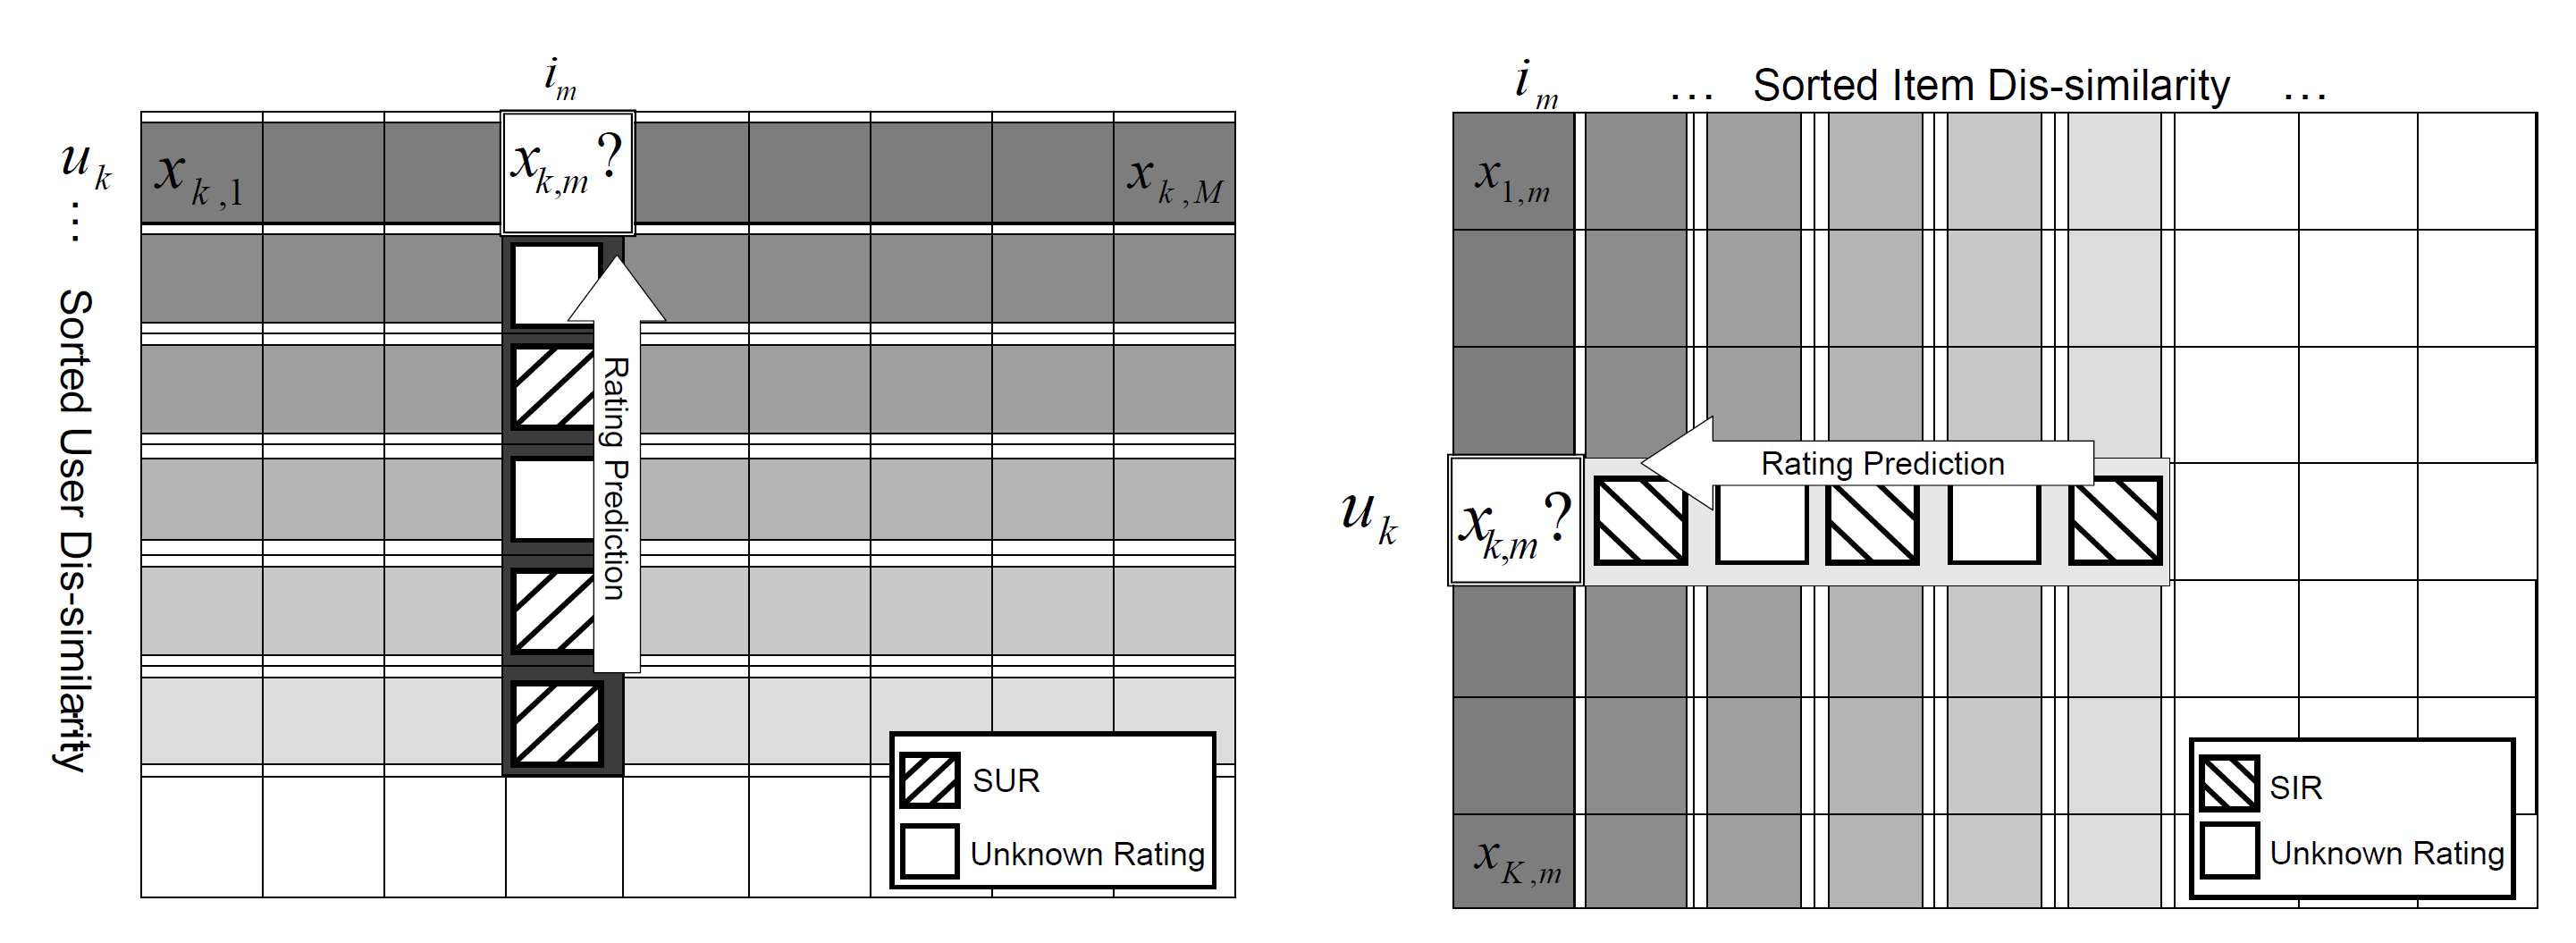 i_m
u_k
...
Sorted User Dis-similarity
...
x_{k,1}
x_{k,m} ?
x_{k,M}
Rating Prediction
SUR
Unknown Rating
i_m
... Sorted Item Dis-similarity ...
x_{1,m}
Rating Prediction
u_k
x_{k,m} ?
x_{K,m}
SIR
Unknown Rating